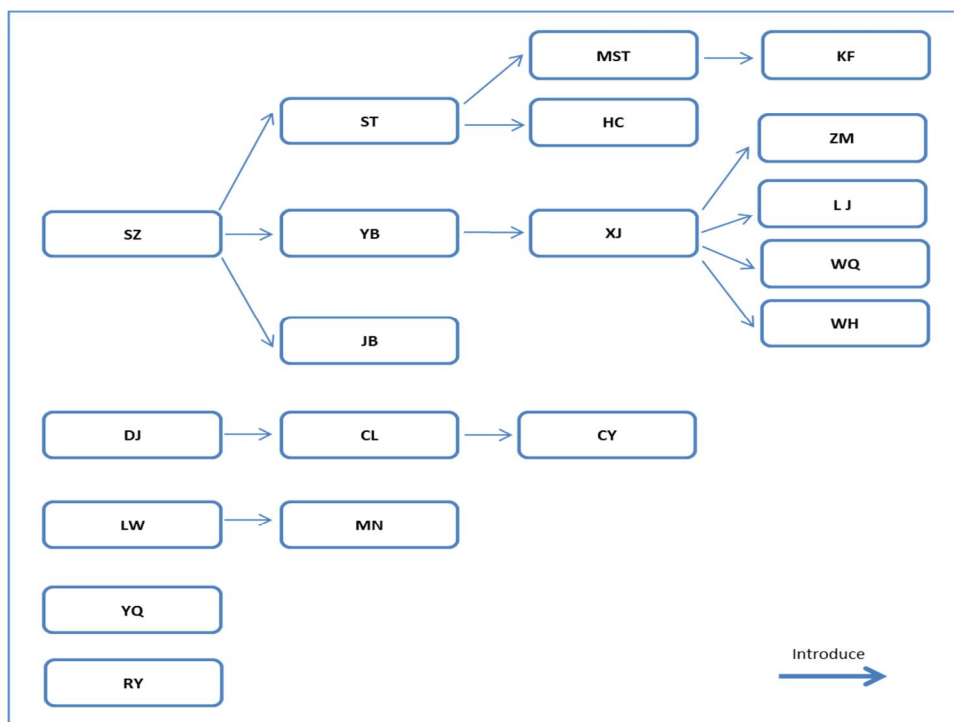 MST
KF
ST
HC
ZM
SZ
YB
XJ
L J
WQ
WH
JB
DJ
CL
CY
LW
MN
YQ
RY
Introduce